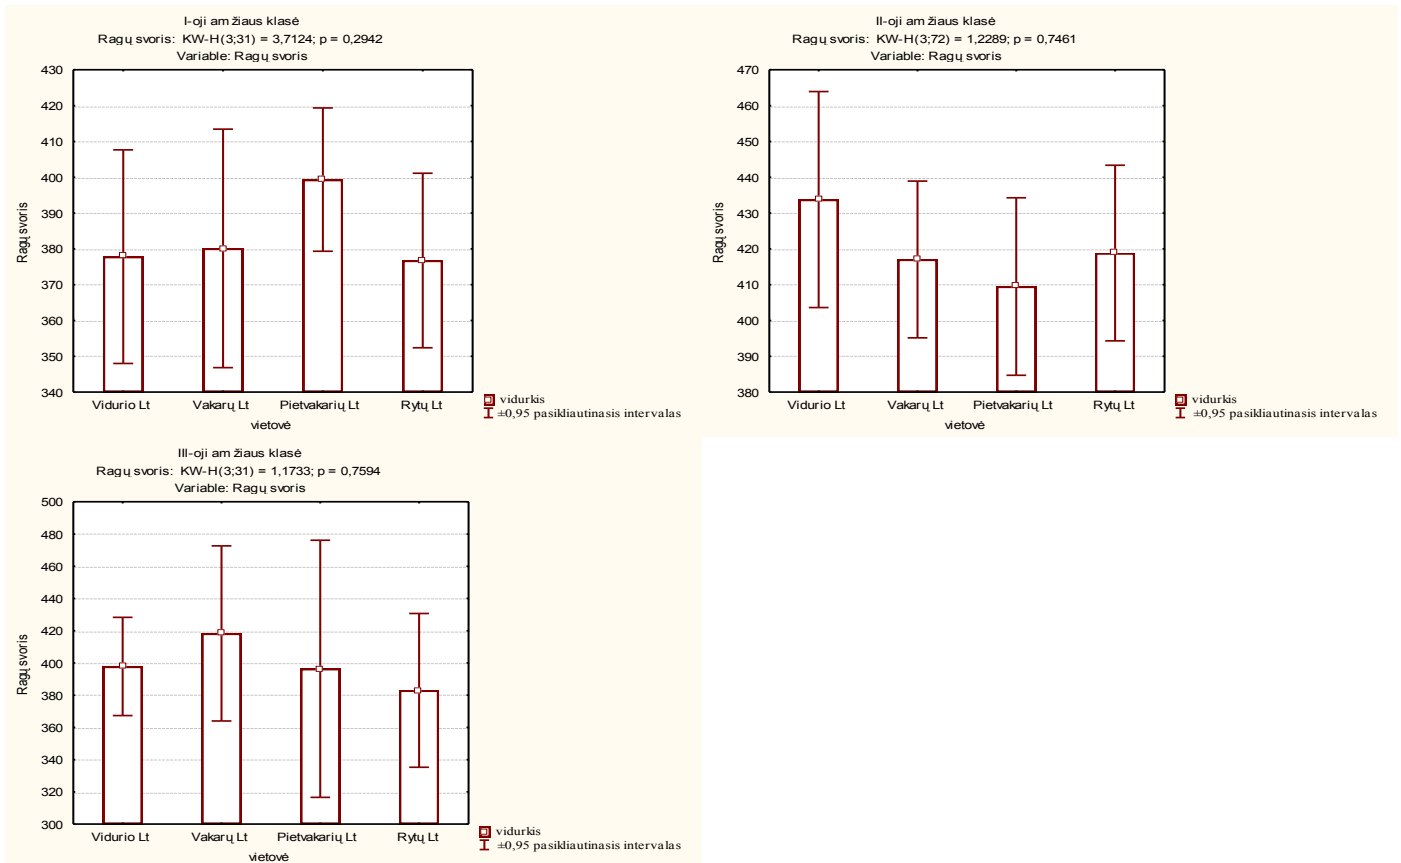 I-oji am žiaus klasė
Ragų svoris: KW-H(3;31) = 3,7124; p = 0,2942
Variable: Ragų svoris
430
420
410
400
390
380
370
360
350
340
Ragų svoris
Vidurio Lt Vakarų Lt Pietvakarių Lt Rytų Lt
vietovė
vidurkis
±0,95 pasikliautinasis intervalas
II-oji am žiaus klasė
Ragų svoris: KW-H(3;72) = 1,2289; p = 0,7461
Variable: Ragų svoris
470
460
450
440
430
420
410
400
390
380
Ragų svoris
Vidurio Lt Vakarų Lt Pietvakarių Lt Rytų Lt
vietovė
vidurkis
±0,95 pasikliautinasis intervalas
III-oji am žiaus klasė
Ragų svoris: KW-H(3;31) = 1,1733; p = 0,7594
Variable: Ragų svoris
500
480
460
440
420
400
380
360
340
320
300
Ragų svoris
Vidurio Lt Vakarų Lt Pietvakarių Lt Rytų Lt
vietovė
vidurkis
±0,95 pasikliautinasis intervalas